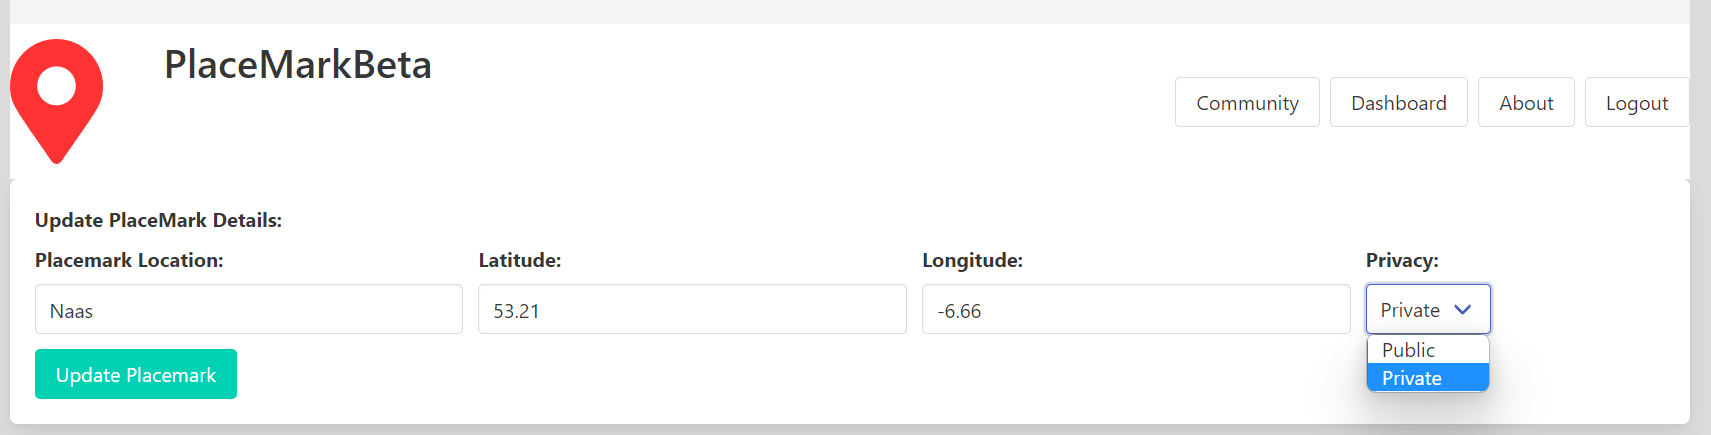 PlaceMarkBeta
Community Dashboard About Logout
Update PlaceMark Details:
Placemark Location: Latitude: Longitude: Privacy:
Naas 53.21 -6.66 Private
Public
Update Placemark Private